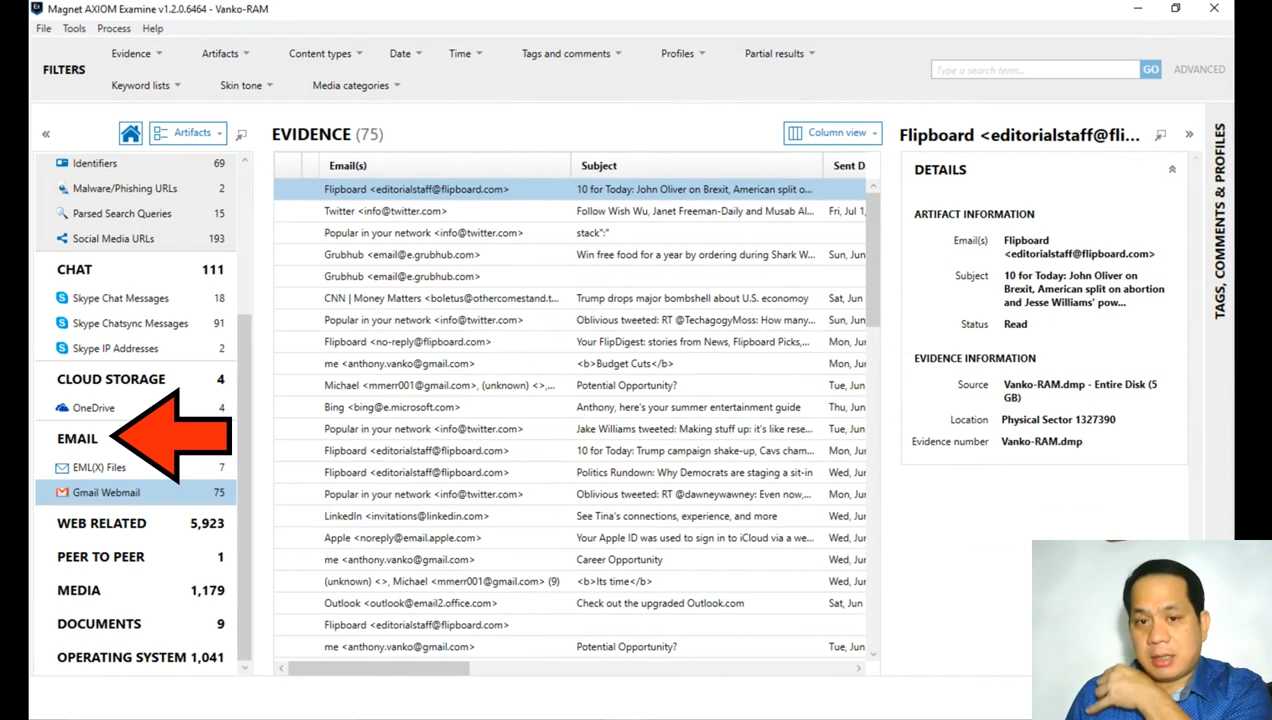 Magnet AXIOM Examine v1.2.0.6464 - Vanko-RAM
File Tools Process Help
FILTERS
Evidence Artifacts Content types Date Time Tags and comments Profiles Partial results
Keyword lists Skin tone Media categories
Type a search term...
GO
ADVANCED
Artifacts
Identifiers 69
Malware/Phishing URLs 2
Parsed Search Queries 15
Social Media URLs 193
CHAT 111
Skype Chat Messages 18
Skype Chatsync Messages 91
Skype IP Addresses 2
CLOUD STORAGE 4
OneDrive 4
EMAIL
EML(X) Files 7
Gmail Webmail 75
WEB RELATED 5,923
PEER TO PEER 1
MEDIA 1,179
DOCUMENTS 9
OPERATING SYSTEM 1,041
EVIDENCE (75)
Column view
Email(s) Subject Sent D
Flipboard <editorialstaff@flipboard.com> 10 for Today: John Oliver on Brexit, American split o...
Twitter <info@twitter.com> Follow Wish Wu, Janet Freeman-Daily and Musab Al... Fri, Jul 1,
Popular in your network <info@twitter.com> stack":"
Grubhub <email@e.grubhub.com> Win free food for a year by ordering during Shark W... Sun, Jun
Grubhub <email@e.grubhub.com>
CNN | Money Matters <boletus@othercomestand.t... Trump drops major bombshell about U.S. economoy Sat, Jun
Popular in your network <info@twitter.com> Oblivious tweeted: RT @TechagogyMoss: How many... Sun, Jun
Flipboard <no-reply@flipboard.com> Your FlipDigest: stories from News, Flipboard Picks,... Mon, Ju
me <anthony.vanko@gmail.com> <b>Budget Cuts</b> Mon, Ju
Michael <mmerr001@gmail.com>, (unknown) <>,... Potential Opportunity? Wed, Ju
Bing <bing@e.microsoft.com> Anthony, here's your summer entertainment guide Thu, Ju
Popular in your network <info@twitter.com> Jake Williams tweeted: Making stuff up: it's like rese... Tue, Jun
Flipboard <editorialstaff@flipboard.com> 10 for Today: Trump campaign shake-up, Cavs cham... Tue, Jun
Flipboard <editorialstaff@flipboard.com> Politics Rundown: Why Democrats are staging a sit-in Wed, Ju
Popular in your network <info@twitter.com> Oblivious tweeted: RT @dawneywawney: Even now,... Wed, Ju
LinkedIn <invitations@linkedin.com> See Tina's connections, experience, and more Wed, Ju
Apple <noreply@email.apple.com> Your Apple ID was used to sign in to iCloud via a we... Wed, Ju
me <anthony.vanko@gmail.com> Career Opportunity Wed, Ju
(unknown) <>, Michael <mmerr001@gmail.com> (9) <b>Its time</b> Wed, Ju
Outlook <outlook@email2.office.com> Check out the upgraded Outlook.com Sat, Jun
Flipboard <editorialstaff@flipboard.com>
me <anthony.vanko@gmail.com> Potential Opportunity? Tue, Jun
Flipboard <editorialstaff@fli...
DETAILS
ARTIFACT INFORMATION
Email(s) Flipboard
<editorialstaff@flipboard.com>
Subject 10 for Today: John Oliver on
Brexit, American split on abortion
and Jesse Williams' pow...
Status Read
EVIDENCE INFORMATION
Source Vanko-RAM.dmp - Entire Disk (5
GB)
Location Physical Sector 1327390
Evidence number Vanko-RAM.dmp
TAGS, COMMENTS & PROFILES